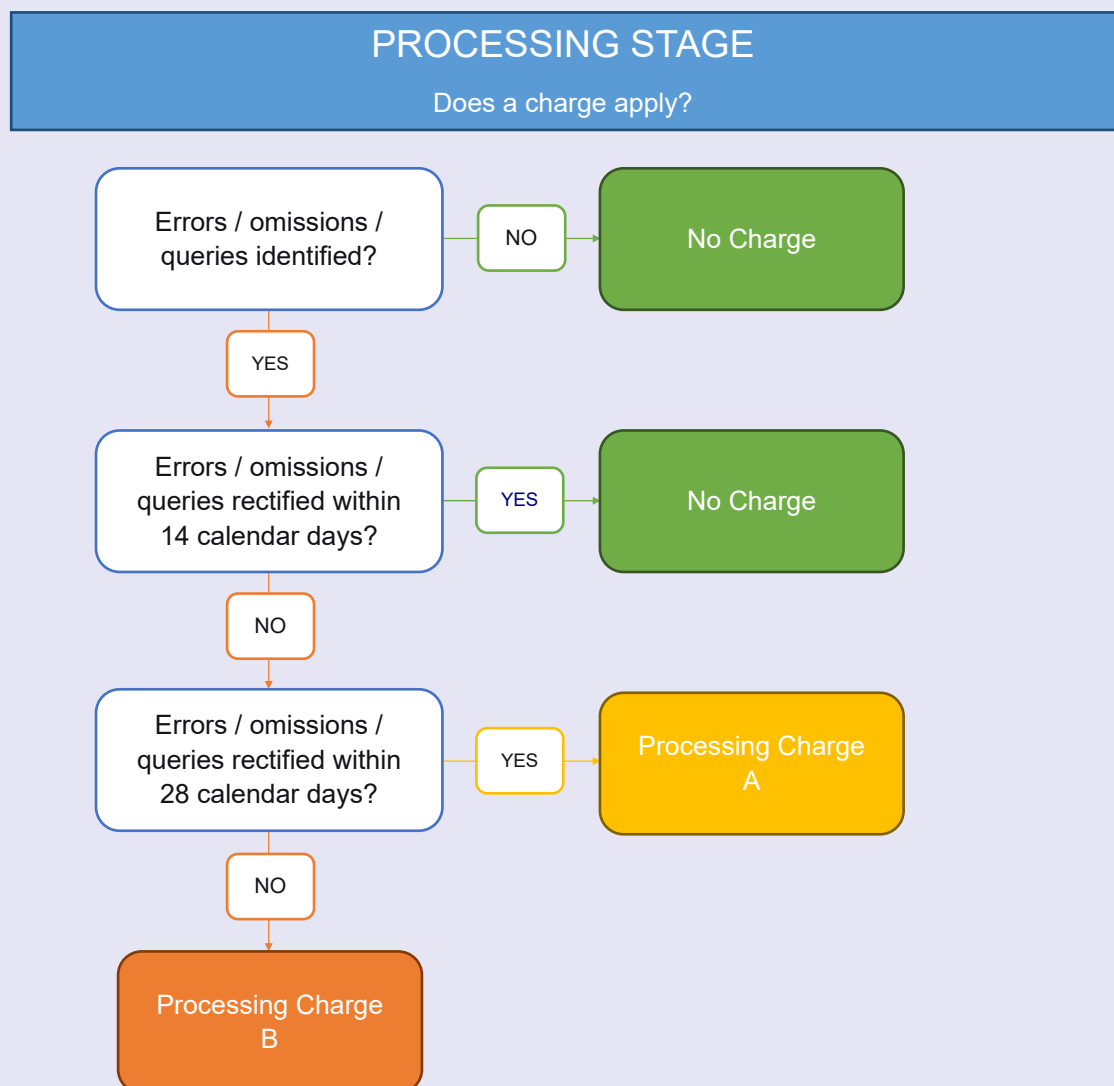 PROCESSING STAGE
Does a charge apply?
Errors / omissions /
queries identified?
NO
No Charge
YES
Errors / omissions /
queries rectified within
14 calendar days?
YES
No Charge
NO
Errors / omissions /
queries rectified within
28 calendar days?
YES
Processing Charge
A
NO
Processing Charge
B